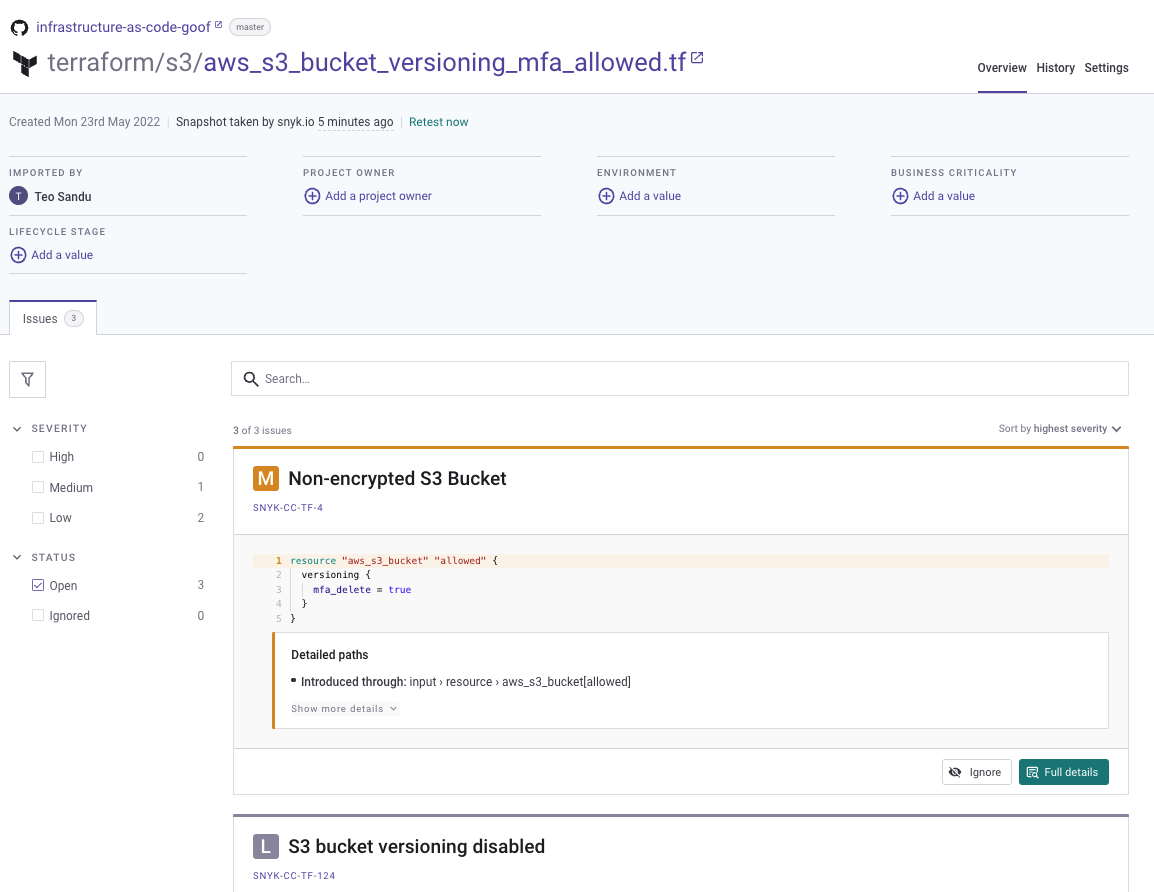 infrastructure-as-code-goof master
terraform/s3/aws_s3_bucket_versioning_mfa_allowed.tf
Overview History Settings
Created Mon 23rd May 2022 | Snapshot taken by snyk.io 5 minutes ago | Retest now
IMPORTED BY
T Teo Sandu
PROJECT OWNER
Add a project owner
ENVIRONMENT
Add a value
BUSINESS CRITICALITY
Add a value
LIFECYCLE STAGE
Add a value
Issues 3
SEVERITY
High 0
Medium 1
Low 2
STATUS
Open 3
Ignored 0
Search...
3 of 3 issues
Sort by highest severity
M Non-encrypted S3 Bucket
SNYK-CC-TF-4
1 resource "aws_s3_bucket" "allowed" {
2 versioning {
3 mfa_delete = true
4 }
5 }
Detailed paths
Introduced through: input › resource › aws_s3_bucket[allowed]
Show more details
Ignore
Full details
L S3 bucket versioning disabled
SNYK-CC-TF-124